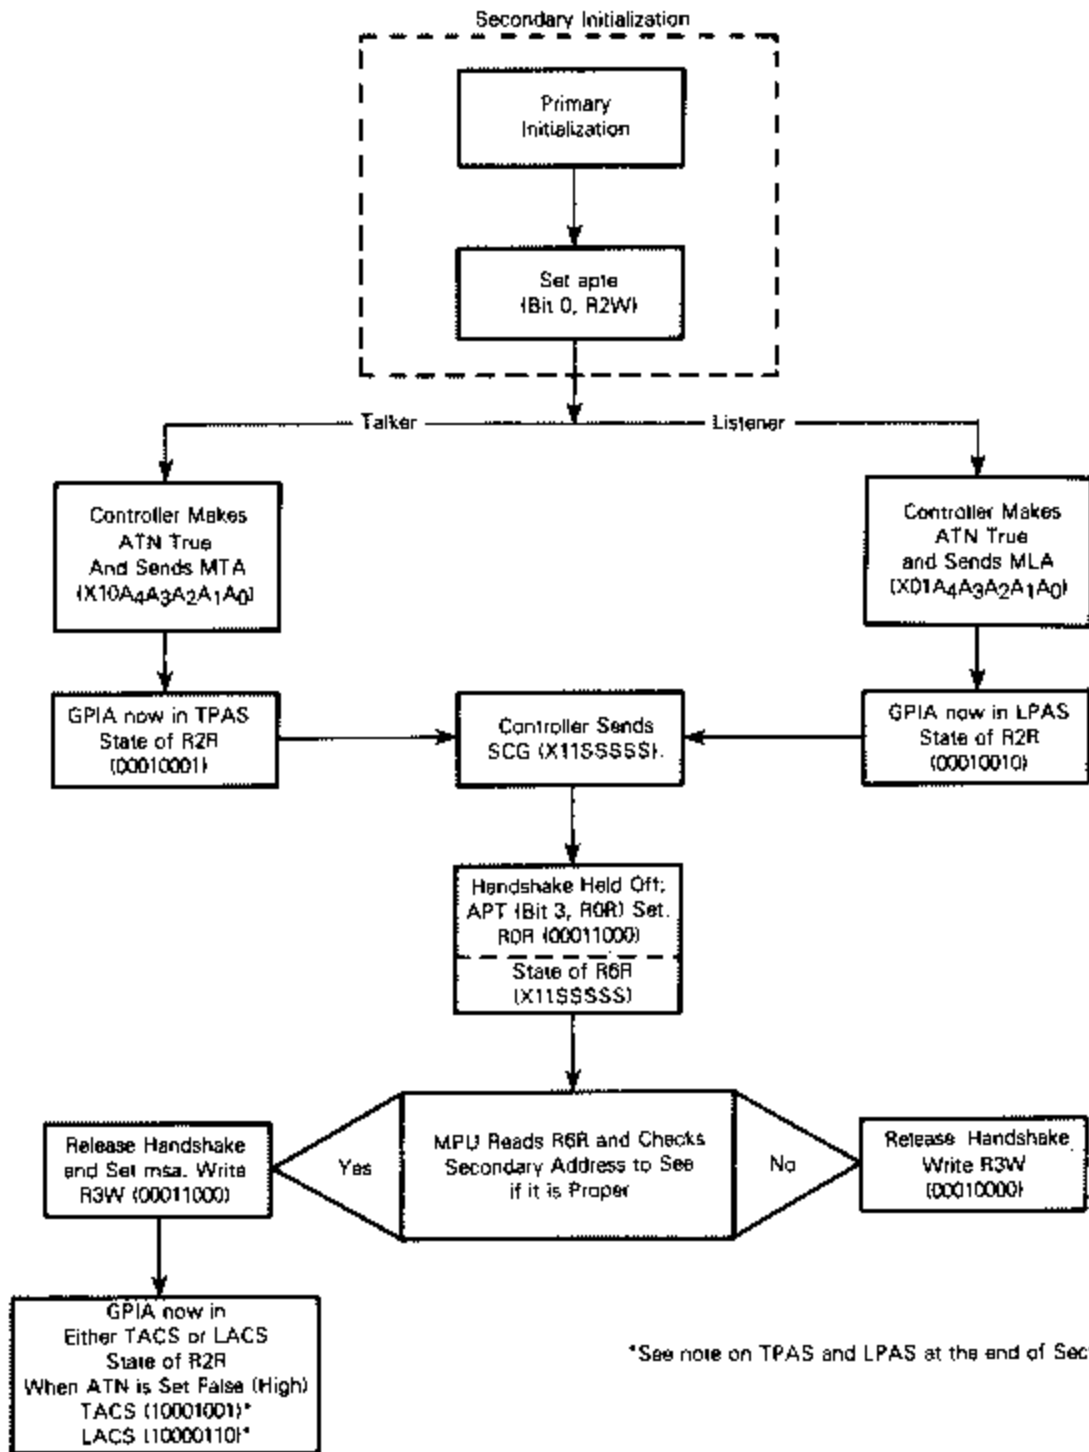 Secondary Initialization
Primary
Initialization
Set apte
(Bit 0, R2W)
Talker
Listener
Controller Makes
ATN True
And Sends MTA
(X10A4A3A2A1A0)
Controller Makes
ATN True
and Sends MLA
(X01A4A3A2A1A0)
GPIA now in TPAS
State of R2R
(00010001)
Controller Sends
SCG (X11SSSSS).
GPIA now in LPAS
State of R2R
(00010010)
Handshake Held Off;
APT (Bit 3, R0R) Set.
R0R (00011000)
State of R6R
(X11SSSSS)
Release Handshake
and Set msa. Write
R3W (00011000)
Yes
MPU Reads R6R and Checks
Secondary Address to See
if it is Proper
No
Release Handshake
Write R3W
(00010000)
GPIA now in
Either TACS or LACS
State of R2R
When ATN is Set False (High)
TACS (10001001)*
LACS (10000110)*
*See note on TPAS and LPAS at the end of Sec